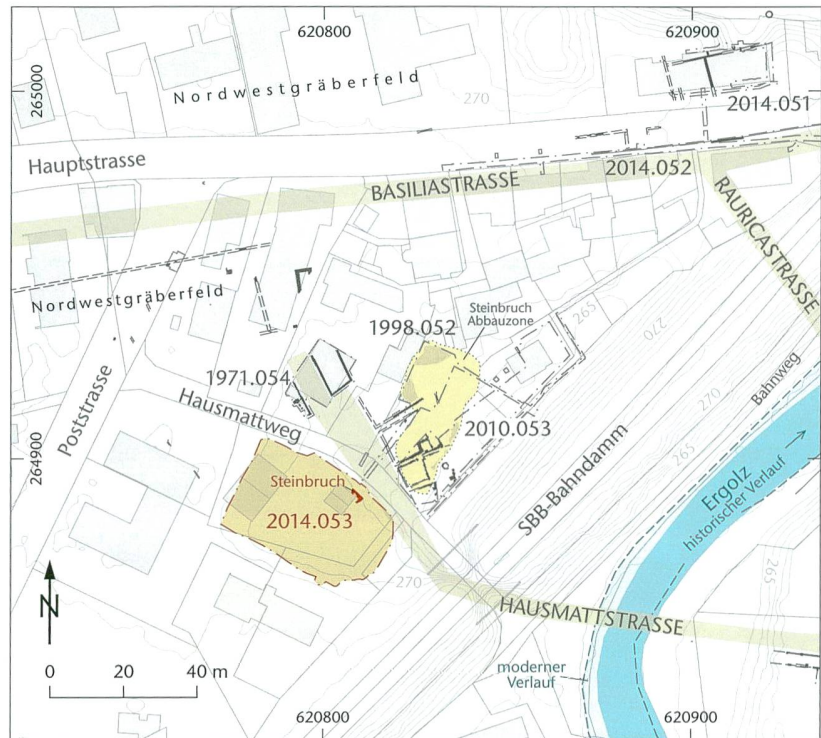 620800
620900
265000
Nordwestgräberfeld
270
2014.051
Hauptstrasse
BASILIASTRASSE
2014.052
RAURICASTRASSE
Nordwestgräberfeld
Steinbruch
Abbauzone
265
270
1998.052
1971.054
Poststrasse
Hausmattweg
2010.053
Bahnweg
270
264900
Steinbruch
2014.053
SBB-Bahndamm
265
Ergolz
historischer Verlauf
270
265
N
HAUSMATTSTRASSE
0 20 40 m
moderner
Verlauf
620800
620900